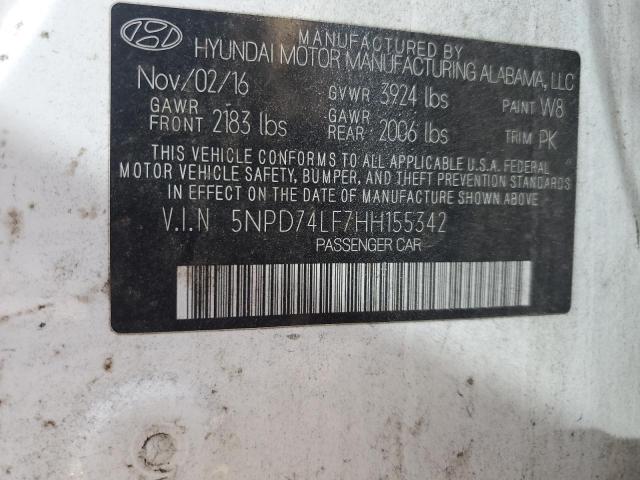 MANUFACTURED BY
HYUNDAI MOTOR MANUFACTURING ALABAMA, LLC
Nov/02/16 GVWR 3924 lbs PAINT W8
GAWR FRONT 2183 lbs GAWR REAR 2006 lbs TRIM PK
THIS VEHICLE CONFORMS TO ALL APPLICABLE U.S.A. FEDERAL
MOTOR VEHICLE SAFETY, BUMPER, AND THEFT PREVENTION STANDARDS
IN EFFECT ON THE DATE OF MANUFACTURE SHOWN ABOVE.
V.I.N 5NPD74LF7HH155342
PASSENGER CAR